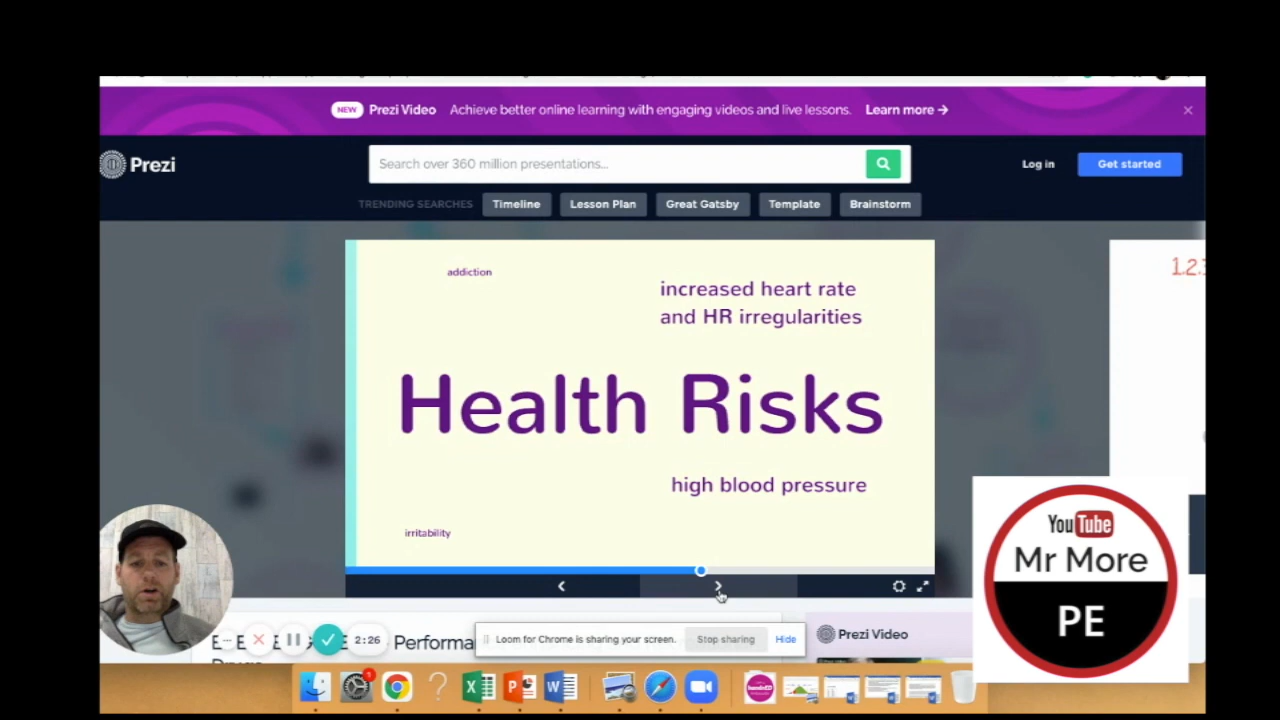 NEW Prezi Video Achieve better online learning with engaging videos and live lessons. Learn more →
Prezi
Search over 360 million presentations...
Log in
Get started
TRENDING SEARCHES Timeline Lesson Plan Great Gatsby Template Brainstorm
addiction
increased heart rate
and HR irregularities
1.2.
Health Risks
high blood pressure
irritability
YouTube
Mr More
PE
2:26
Performa
Loom for Chrome is sharing your screen. Stop sharing Hide
Prezi Video